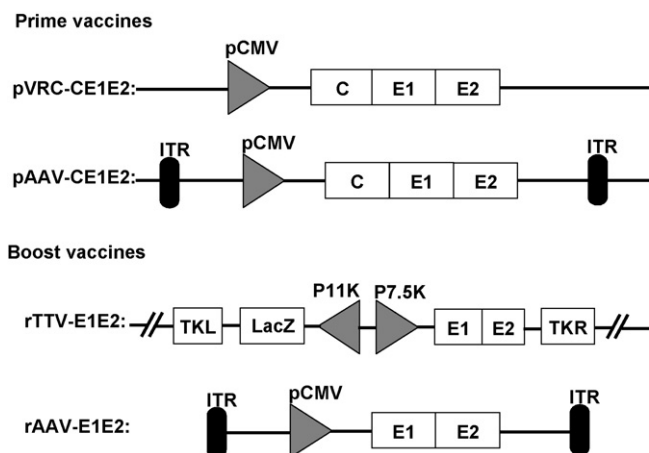 Prime vaccines
pCMV
pVRC-CE1E2: C E1 E2
ITR pCMV ITR
pAAV-CE1E2: C E1 E2
Boost vaccines
P11K P7.5K
rTTV-E1E2: TKL LacZ E1 E2 TKR
ITR pCMV ITR
rAAV-E1E2: E1 E2